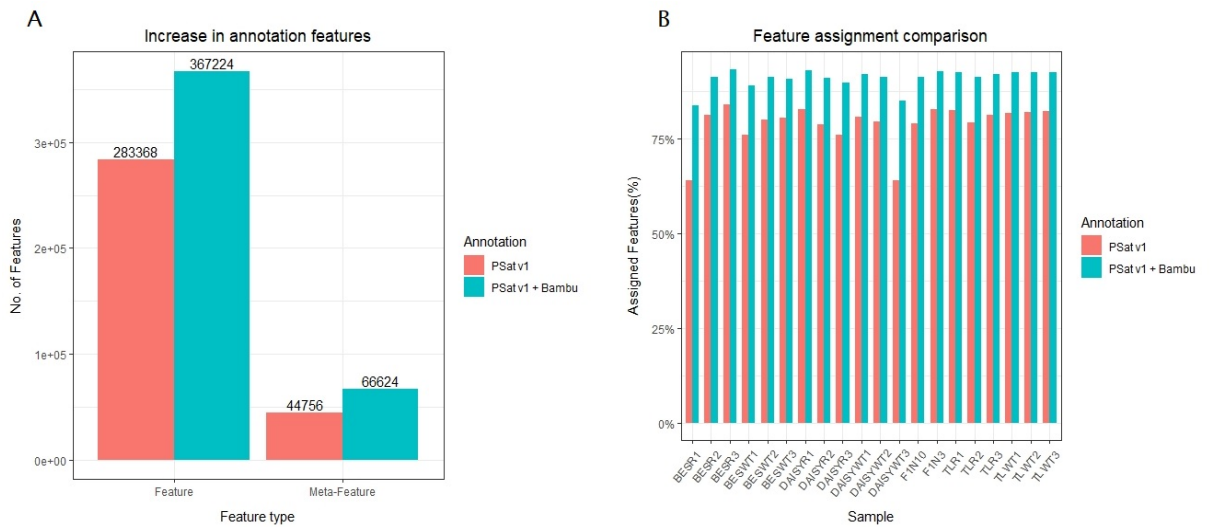 A
Increase in annotation features
367224
283368
66624
44756
3e+05
2e+05
1e+05
0e+00
No. of Features
Feature
Meta-Feature
Feature type
Annotation
PSat v1
PSat v1 + Bambu
B
Feature assignment comparison
75%
50%
25%
0%
Assigned Features(%)
BESR1
BESR2
BESR3
BESWT1
BESWT2
BESWT3
DAISYR1
DAISYR2
DAISYR3
DAISYWT1
DAISYWT2
DAISYWT3
F1N10
F1N3
TLR1
TLR2
TLR3
TLWT1
TLWT2
TLWT3
Sample
Annotation
PSat v1
PSat v1 + Bambu